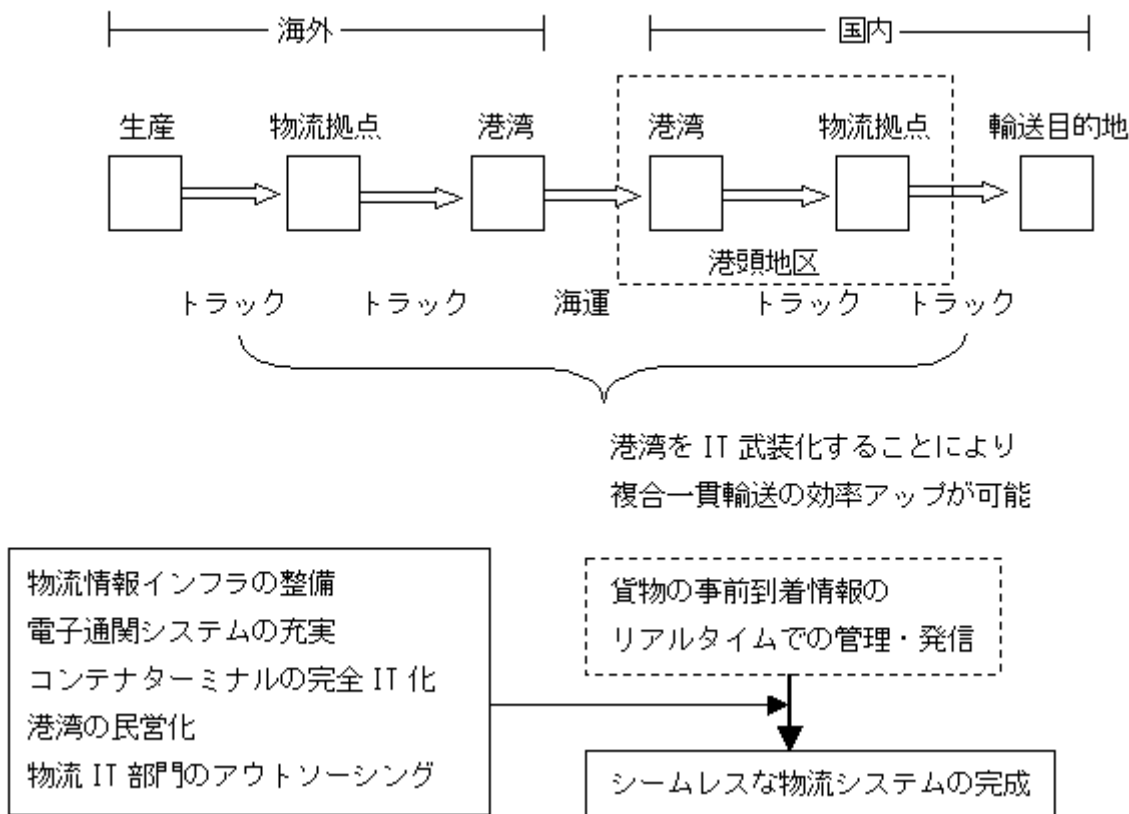 海外
国内
生産
物流拠点
港湾
港湾
物流拠点
輸送目的地
港頭地区
トラック
トラック
海運
トラック
トラック
港湾を IT 武装化することにより
複合一貫輸送の効率アップが可能
物流情報インフラの整備
電子通関システムの充実
コンテナターミナルの完全 IT 化
港湾の民営化
物流 IT 部門のアウトソーシング
貨物の事前到着情報の
リアルタイムでの管理・発信
シームレスな物流システムの完成